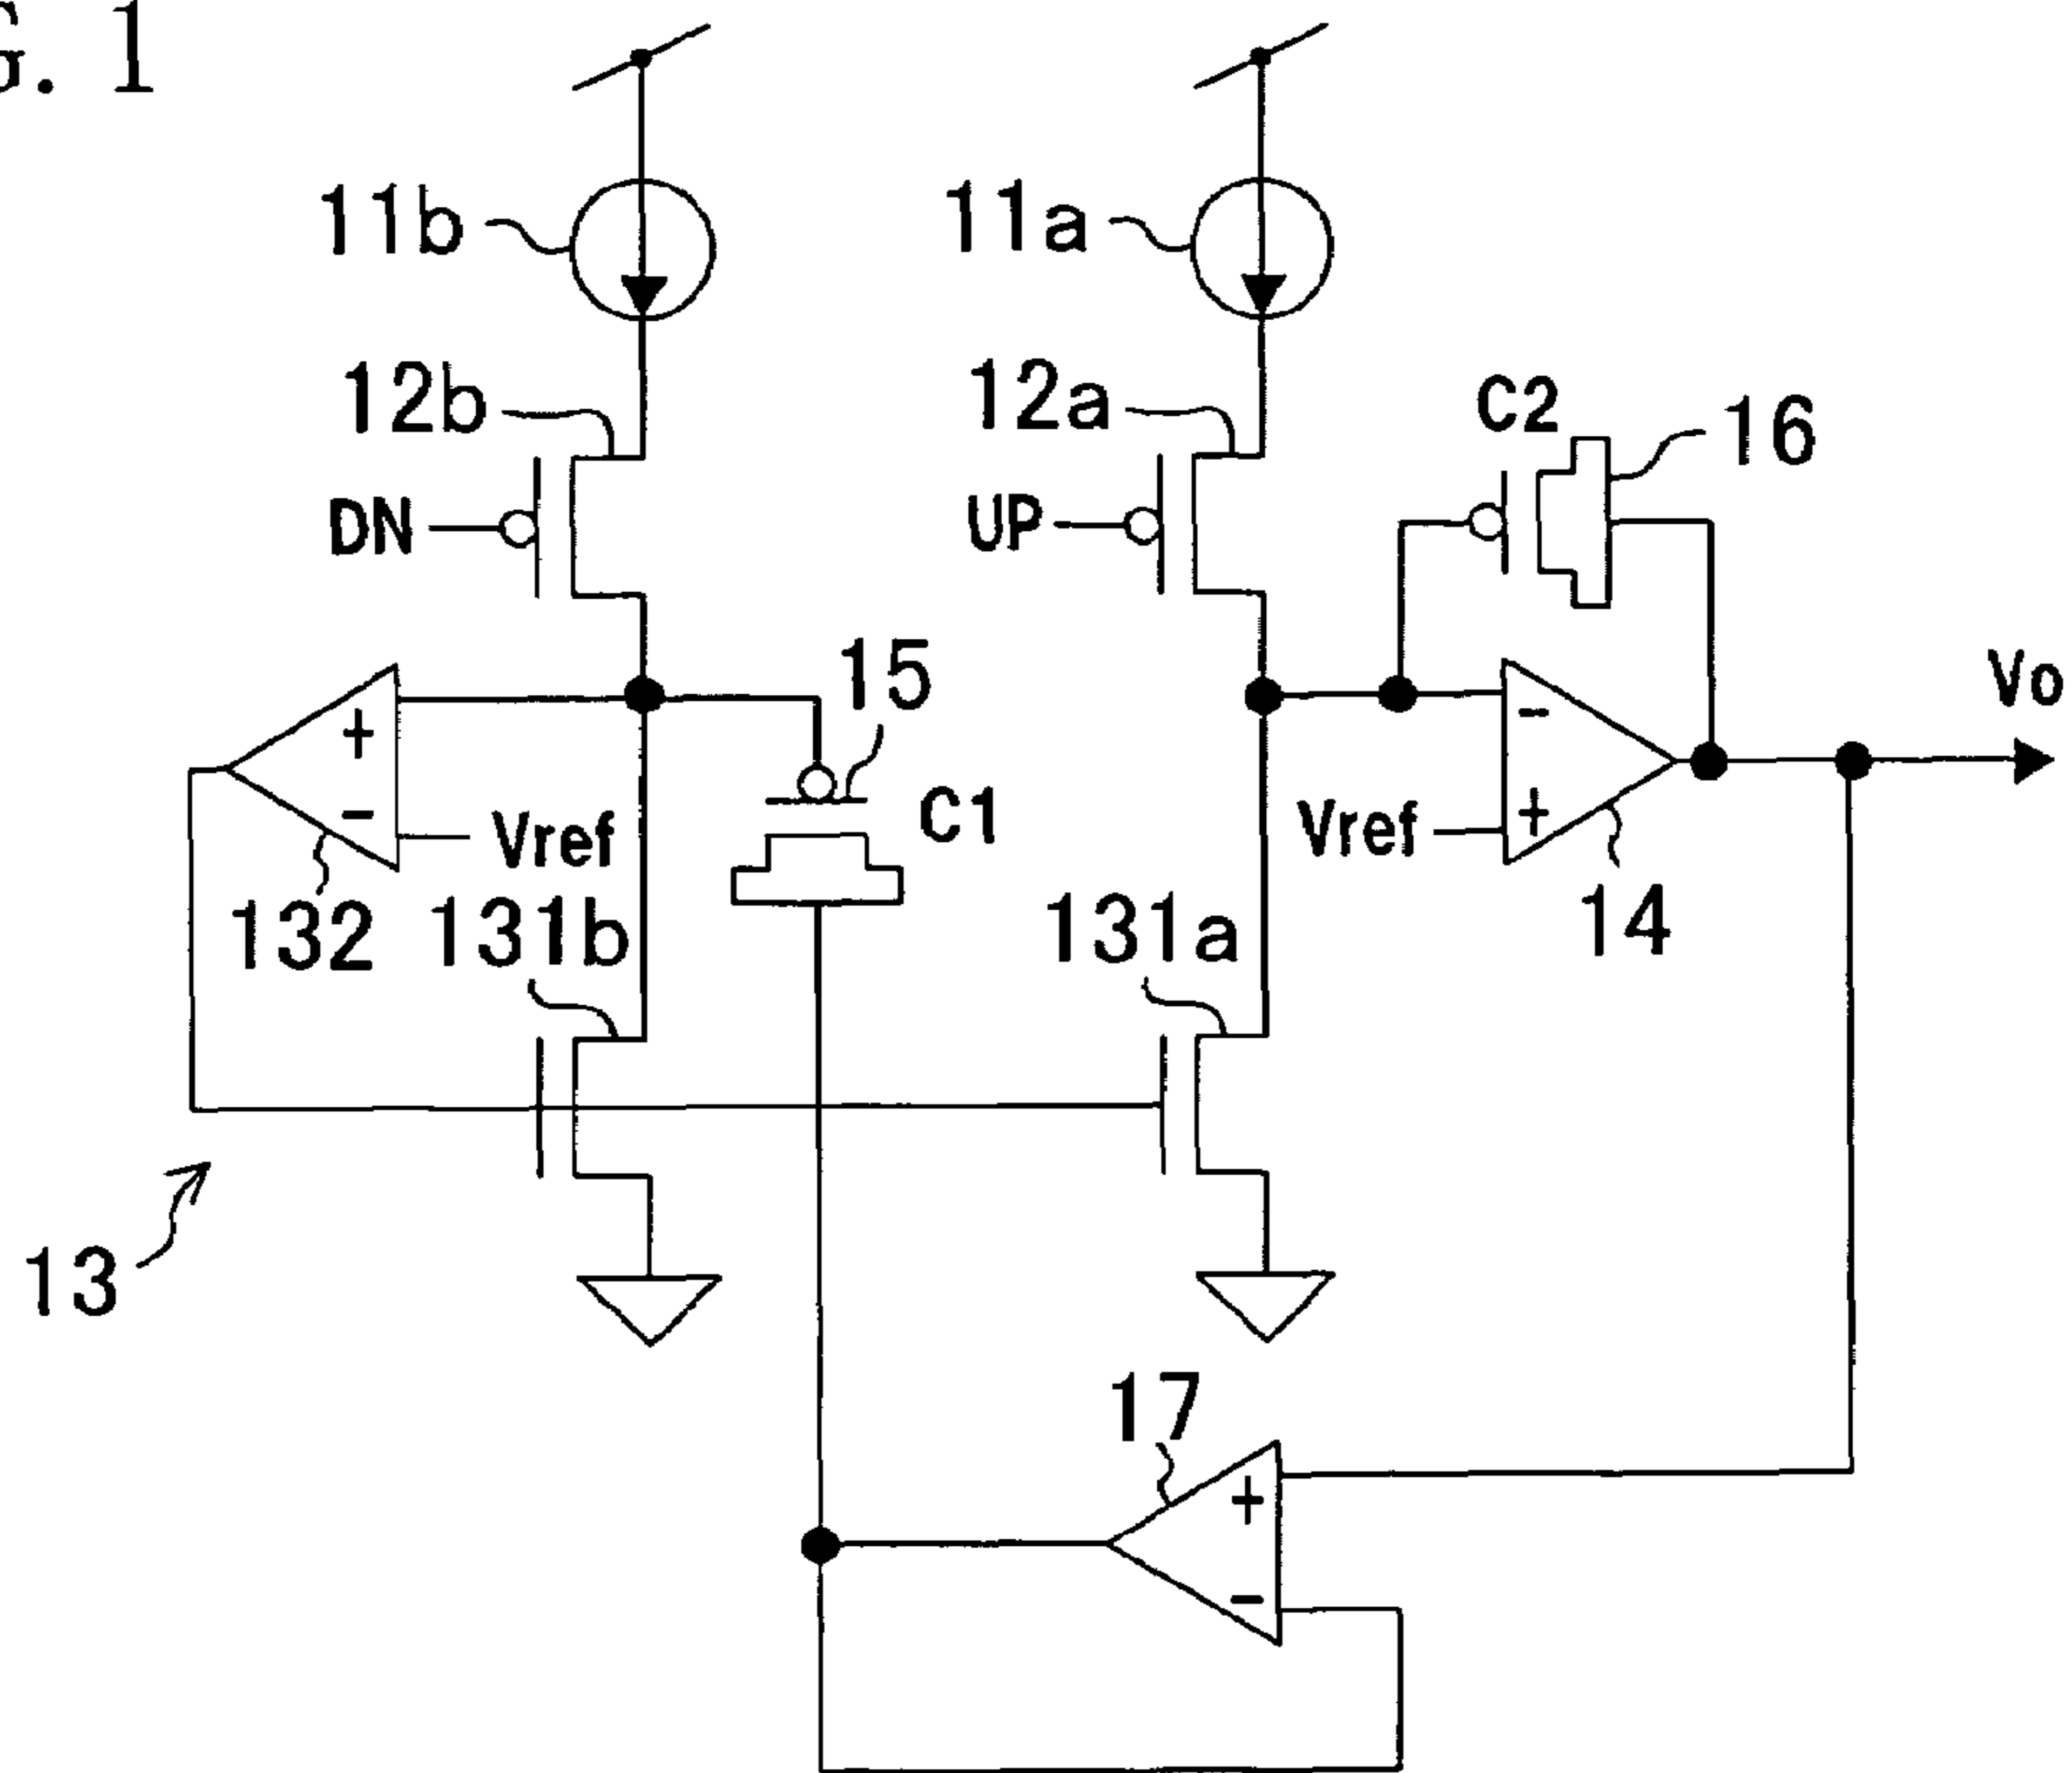 G. 1
11b
11a
12b
12a
C2
16
DN
UP
15
Vo
+
-
-
+
Vref
C1
Vref
132
131b
131a
14
13
17
+
-